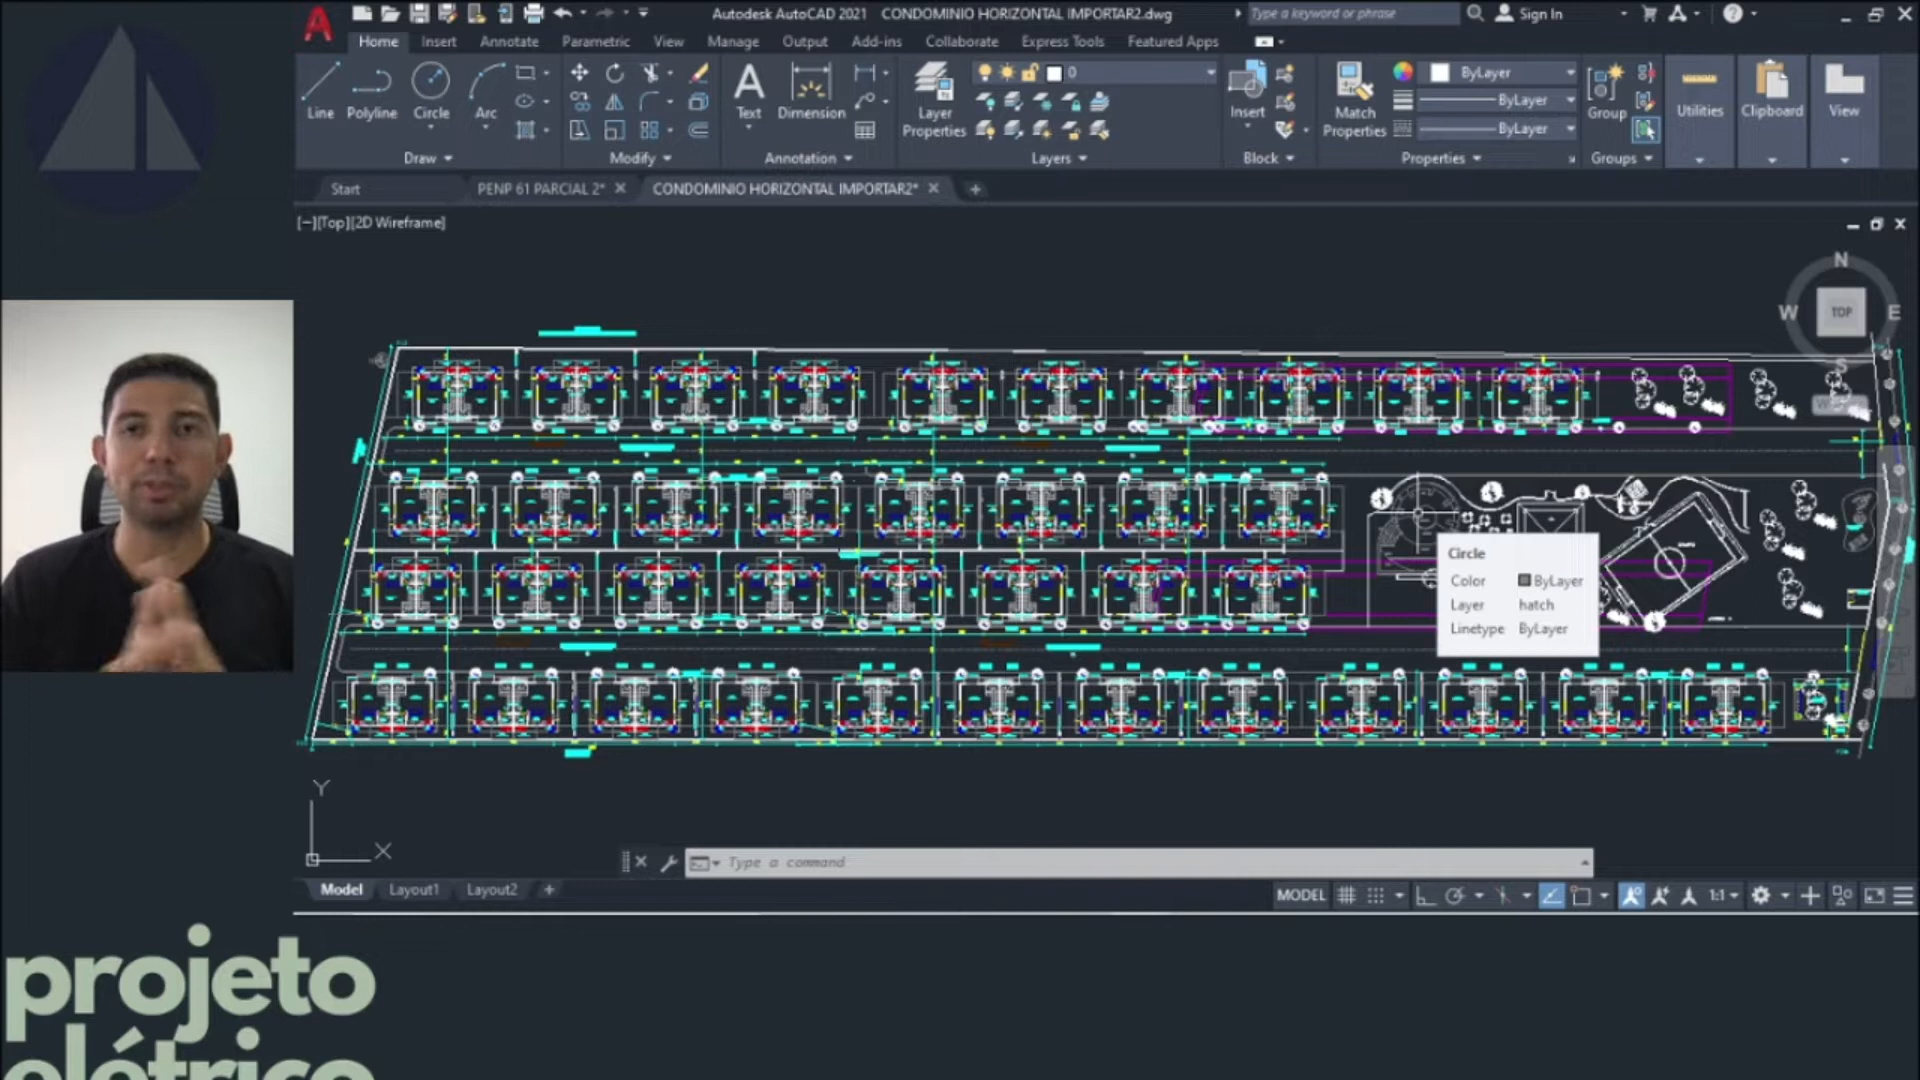 Autodesk AutoCAD 2021 CONDOMINIO HORIZONTAL IMPORTAR2.dwg
Type a keyword or phrase
Sign In
Home Insert Annotate Parametric View Manage Output Add-ins Collaborate Express Tools Featured Apps
0
ByLayer
ByLayer
ByLayer
Line Polyline Circle Arc
Text Dimension
Layer Properties
Insert
Match Properties
Group
Utilities Clipboard View
Draw Modify Annotation Layers Block Properties Groups
Start PENP 61 PARCIAL 2* CONDOMINIO HORIZONTAL IMPORTAR2*
[−][Top][2D Wireframe]
N
W TOP E
S
Circle
Color ByLayer
Layer hatch
Linetype ByLayer
Y
X
Type a command
Model Layout1 Layout2
MODEL 1:1
projeto
elétrico